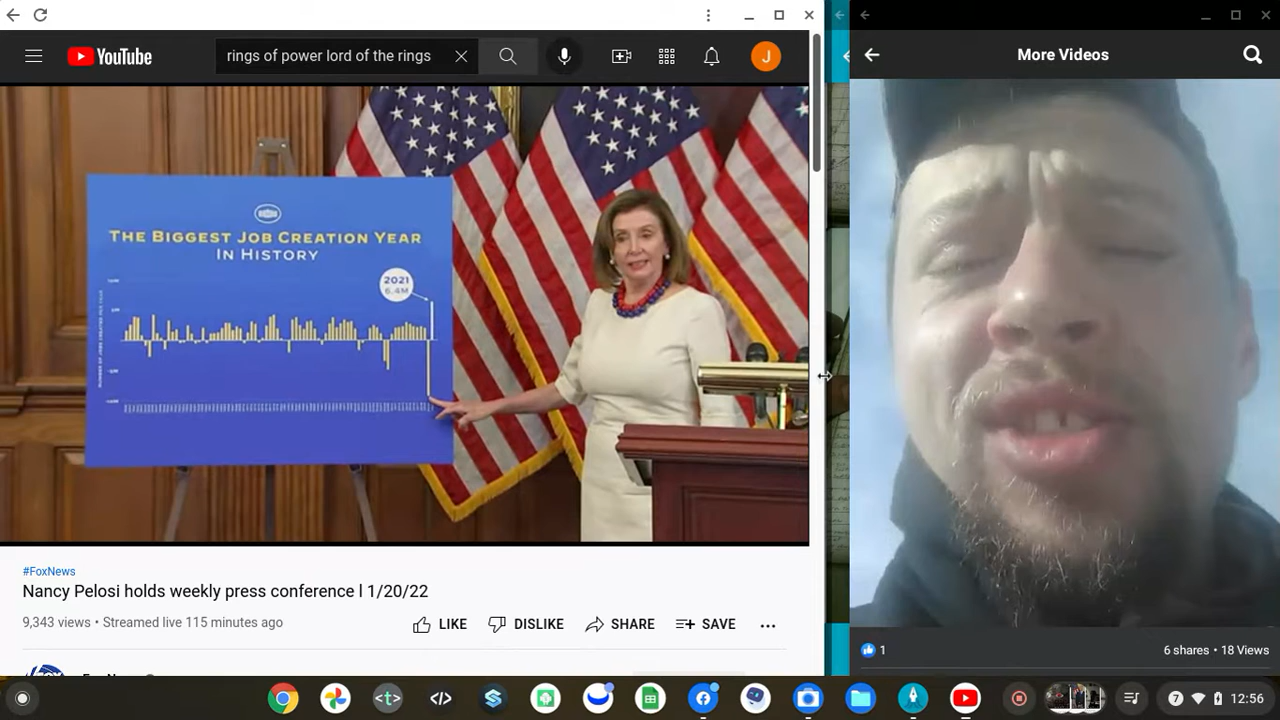 YouTube
rings of power lord of the rings
J
THE BIGGEST JOB CREATION YEAR
IN HISTORY
2021
6.4M
#FoxNews
Nancy Pelosi holds weekly press conference l 1/20/22
9,343 views • Streamed live 115 minutes ago
LIKE
DISLIKE
SHARE
SAVE
More Videos
1
6 shares • 18 Views
7
12:56